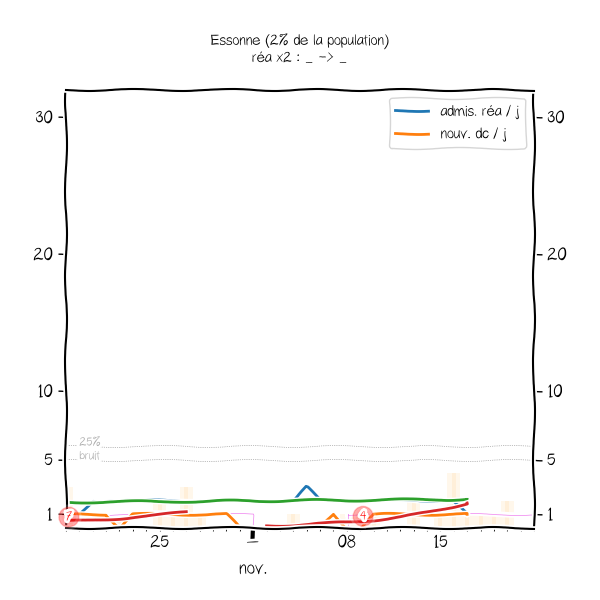 Essonne (2% de la population)
réa x2 : _ -> _
admis. réa / j
nouv. dc / j
30
30
20
20
10
10
25%
bruit
5
5
7
4
1
1
25
08
15
nov.